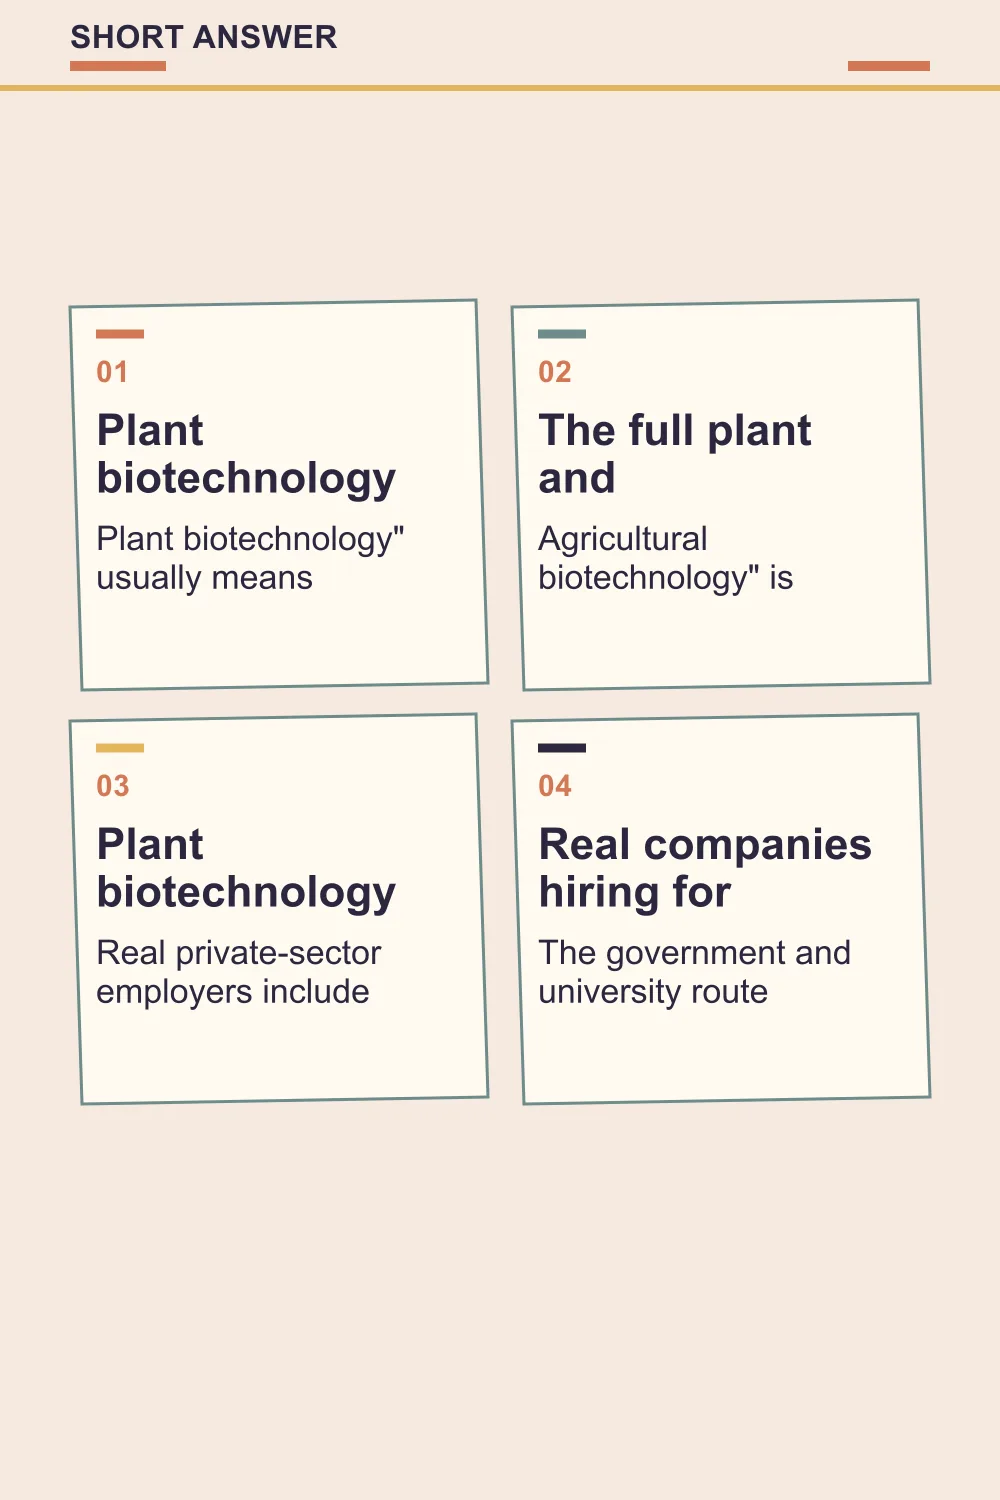 SHORT ANSWER
01
Plant
biotechnology
Plant biotechnology"
usually means
02
The full plant
and
Agricultural
biotechnology" is
03
Plant
biotechnology
Real private-sector
employers include
04
Real companies
hiring for
The government and
university route